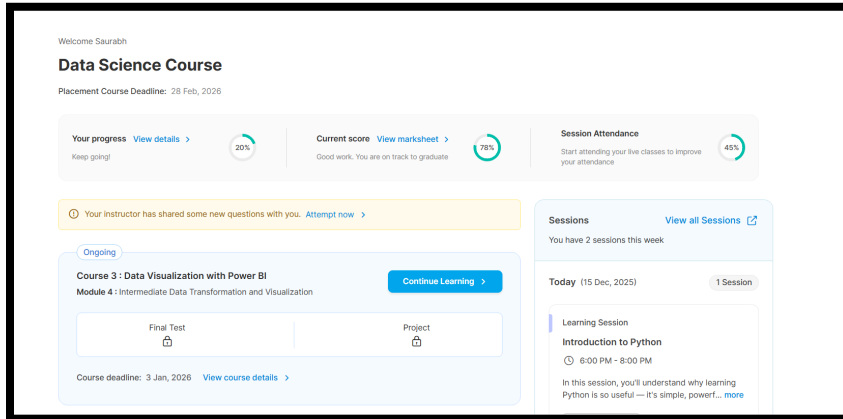 Welcome Saurabh
Data Science Course
Placement Course Deadline: 28 Feb, 2026
Your progress View details >
Keep going!
20%
Current score View marksheet >
Good work. You are on track to graduate
78%
Session Attendance
Start attending your live classes to improve
your attendance
45%
Your instructor has shared some new questions with you. Attempt now >
Ongoing
Course 3 : Data Visualization with Power BI
Module 4 : Intermediate Data Transformation and Visualization
Continue Learning >
Final Test
Project
Course deadline: 3 Jan, 2026 View course details >
Sessions
View all Sessions
You have 2 sessions this week
Today (15 Dec, 2025)
1 Session
Learning Session
Introduction to Python
6:00 PM - 8:00 PM
In this session, you'll understand why learning
Python is so useful — it's simple, powerf... more